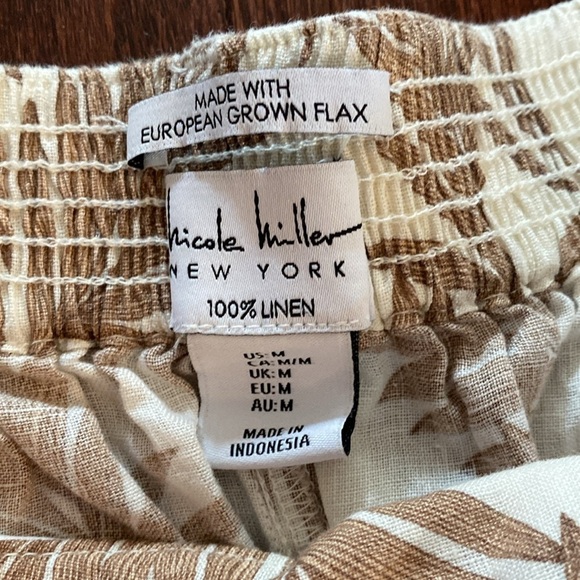 MADE WITH
EUROPEAN GROWN FLAX
Nicole Miller
NEW YORK
100% LINEN
US:M
CA:M/M
UK:M
EU:M
AU:M
MADE IN
INDONESIA